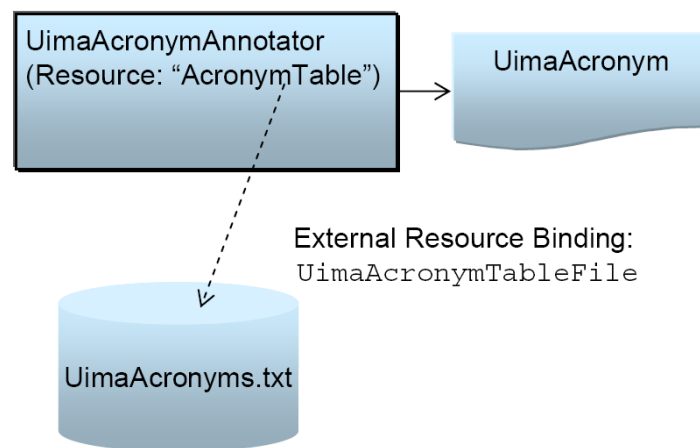 UimaAcronymAnnotator
(Resource: “AcronymTable”)
UimaAcronym
External Resource Binding:
UimaAcronymTableFile
UimaAcronyms.txt